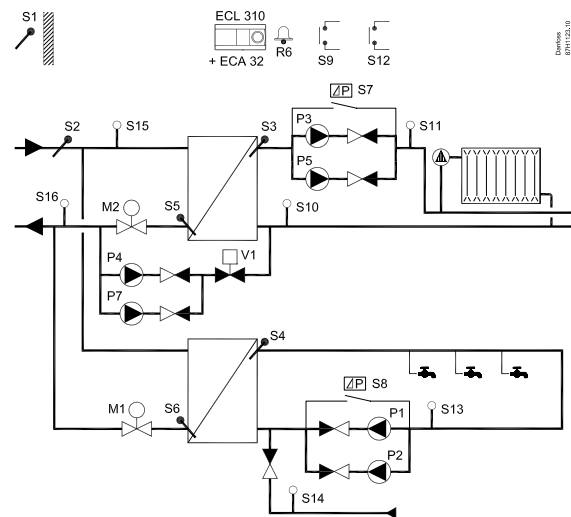 S1
ECL 310
+ ECA 32
R6
S9
S12
Danfoss
87H1123.10
S2
S15
S3
P
S7
P3
P5
S11
S16
M2
S5
S10
P4
V1
P7
S4
P
S8
M1
S6
P1
S13
P2
S14